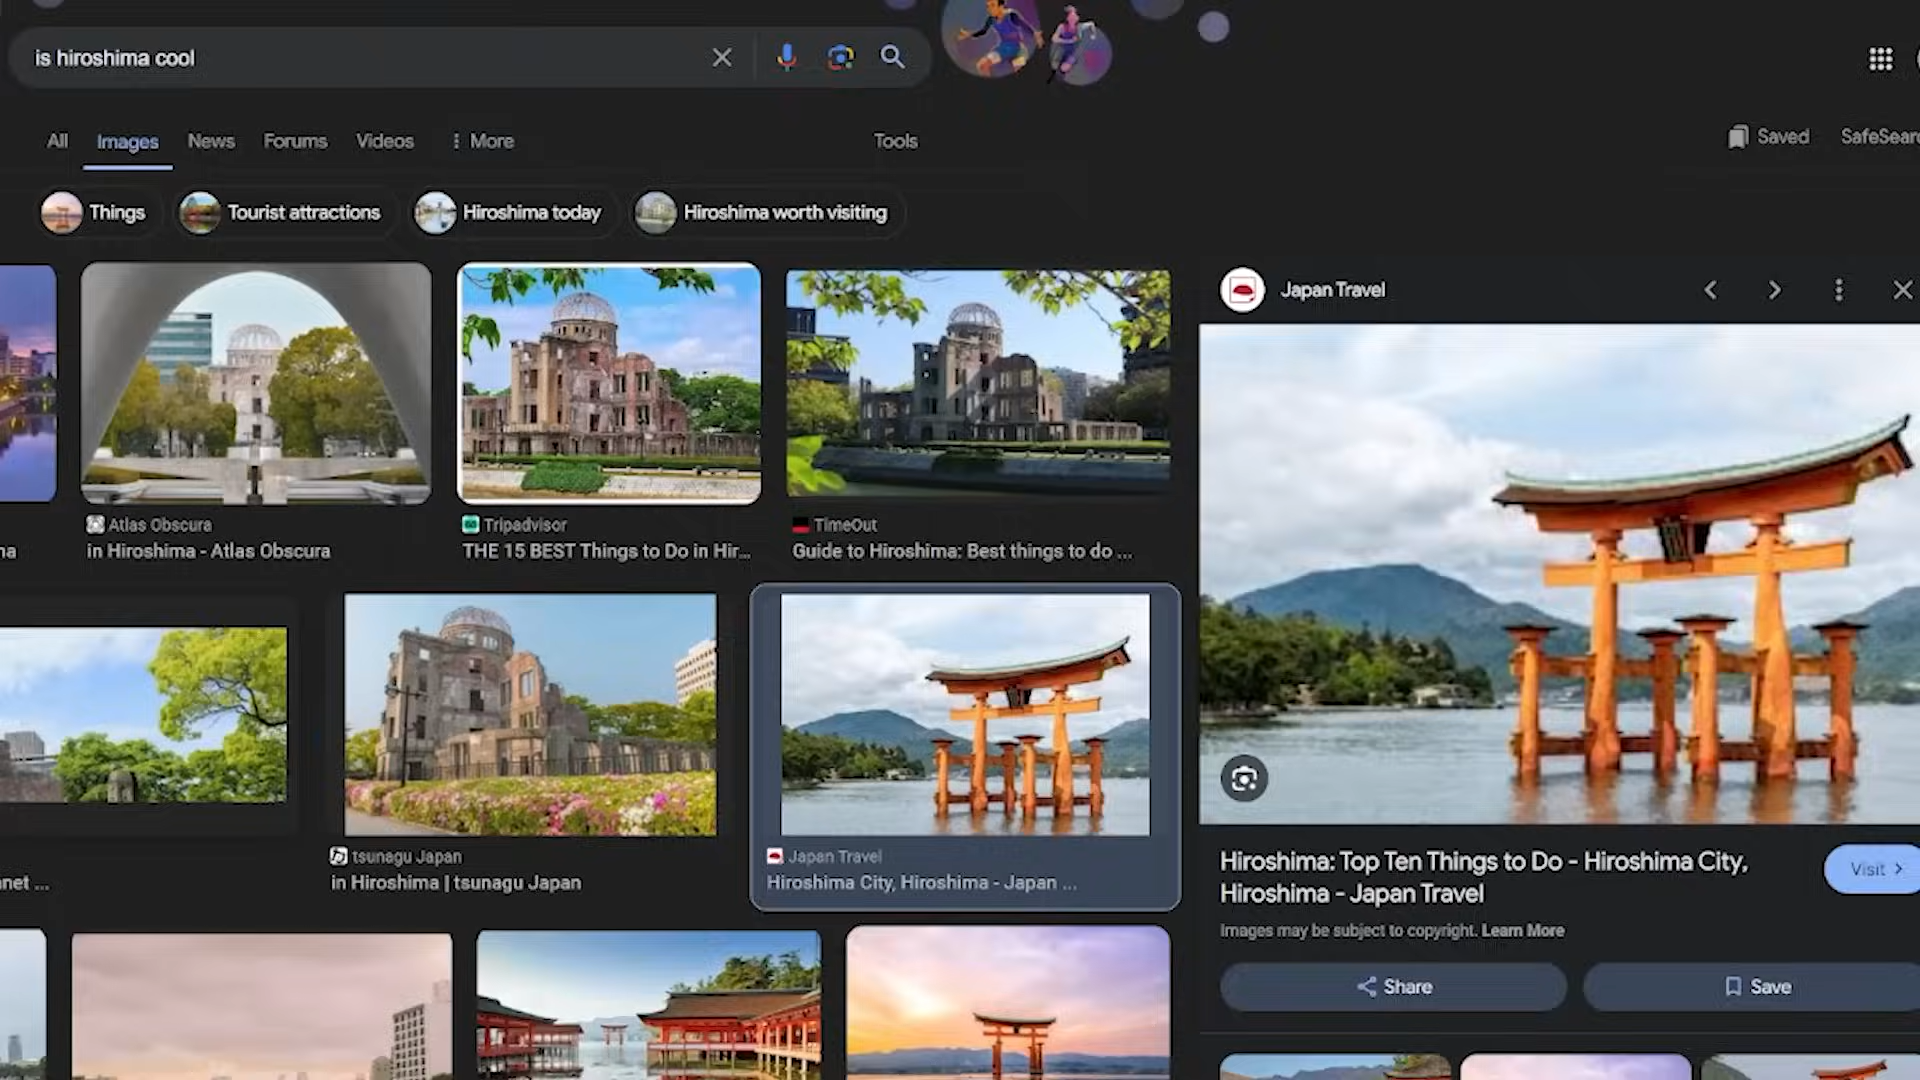 is hiroshima cool
All Images News Forums Videos More Tools
Saved SafeSear
Things Tourist attractions Hiroshima today Hiroshima worth visiting
Japan Travel
Atlas Obscura
in Hiroshima - Atlas Obscura
Tripadvisor
THE 15 BEST Things to Do in Hir...
TimeOut
Guide to Hiroshima: Best things to do ...
na
net ...
tsunagu Japan
in Hiroshima | tsunagu Japan
Japan Travel
Hiroshima City, Hiroshima - Japan ...
Hiroshima: Top Ten Things to Do - Hiroshima City,
Hiroshima - Japan Travel
Visit
Images may be subject to copyright. Learn More
Share Save